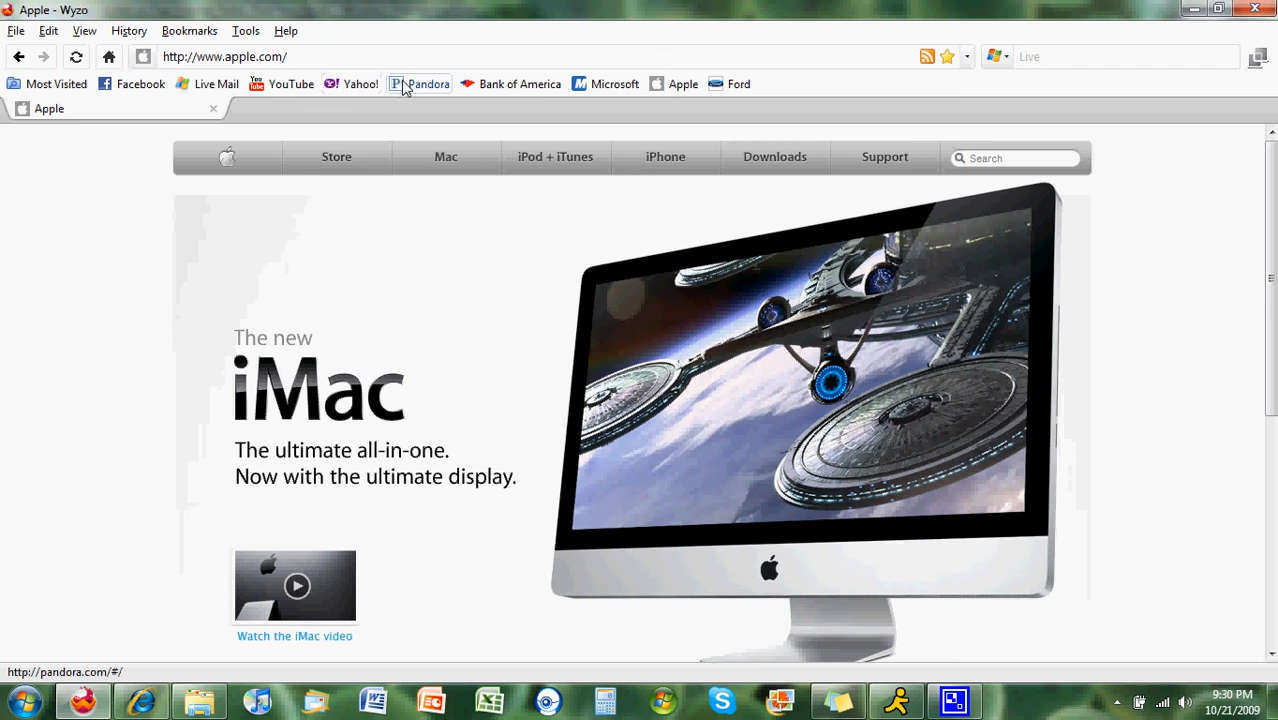 Apple - Wyzo
File Edit View History Bookmarks Tools Help
http://www.apple.com/ Live
Most Visited Facebook Live Mail You Tube YouTube Y! Yahoo! P Pandora Bank of America M Microsoft Apple Ford
Apple
Store Mac iPod + iTunes iPhone Downloads Support Search
The new
iMac
The ultimate all-in-one.
Now with the ultimate display.
Watch the iMac video
http://pandora.com/#/
9:30 PM
10/21/2009